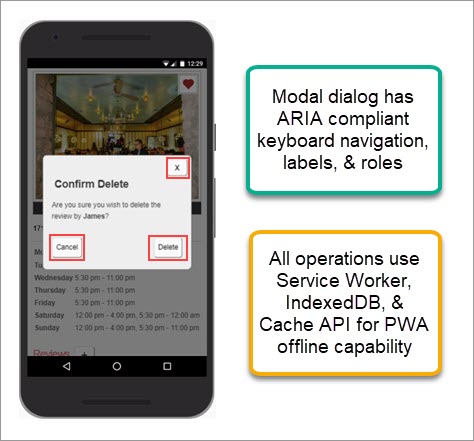 12:29
X
Confirm Delete
Are you sure you wish to delete the
review by James?
Cancel
Delete
17
Wednesday 5:30 pm - 11:00 pm
Thursday 5:30 pm - 11:00 pm
Friday 5:30 pm - 11:00 pm
Saturday 12:00 pm - 4:00 pm, 5:30 pm - 12:00 am
Sunday 12:00 pm - 4:00 pm, 5:30 pm - 11:00 pm
Reviews +
Modal dialog has
ARIA compliant
keyboard navigation,
labels, & roles
All operations use
Service Worker,
IndexedDB, &
Cache API for PWA
offline capability